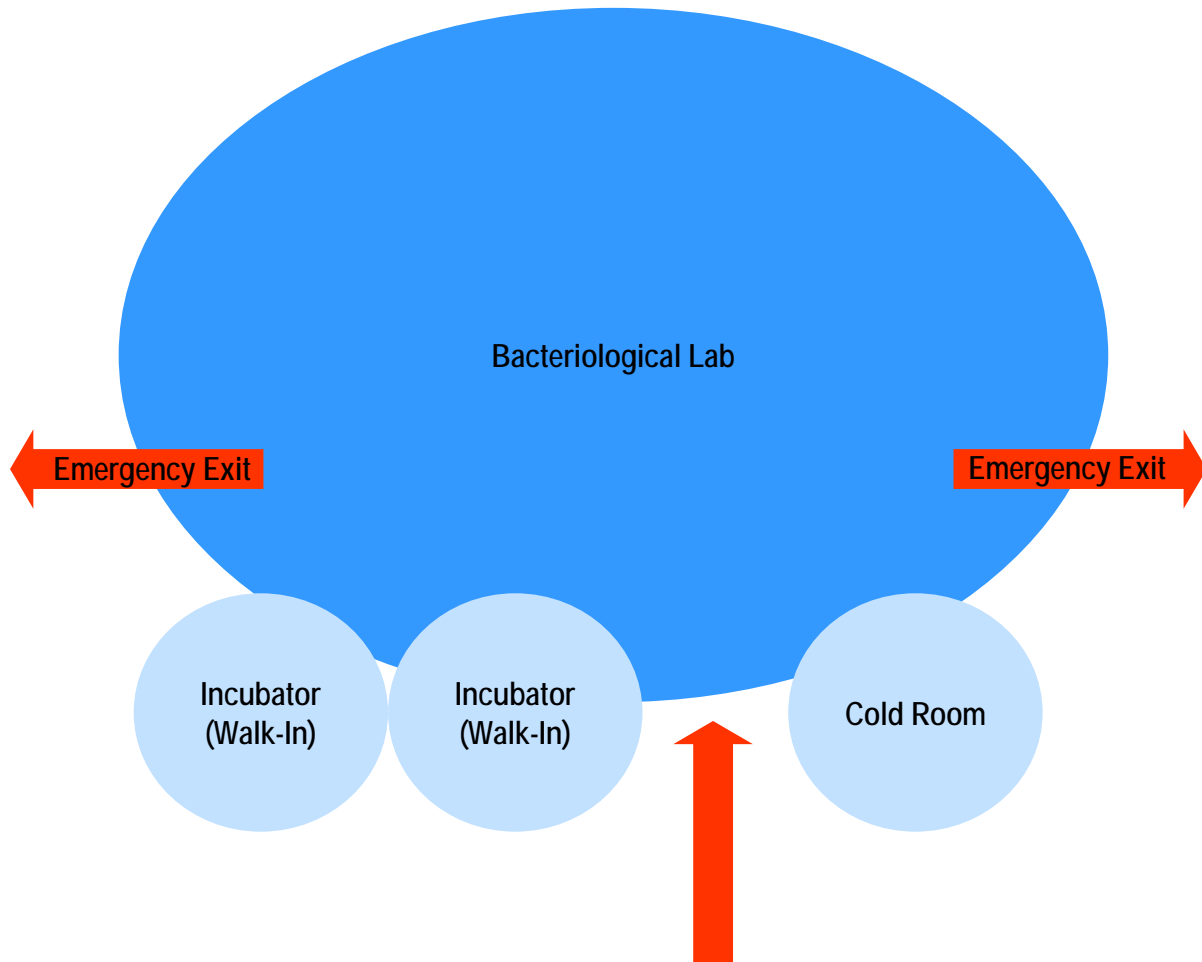 Bacteriological Lab
Emergency Exit
Emergency Exit
Incubator
(Walk-In)
Incubator
(Walk-In)
Cold Room